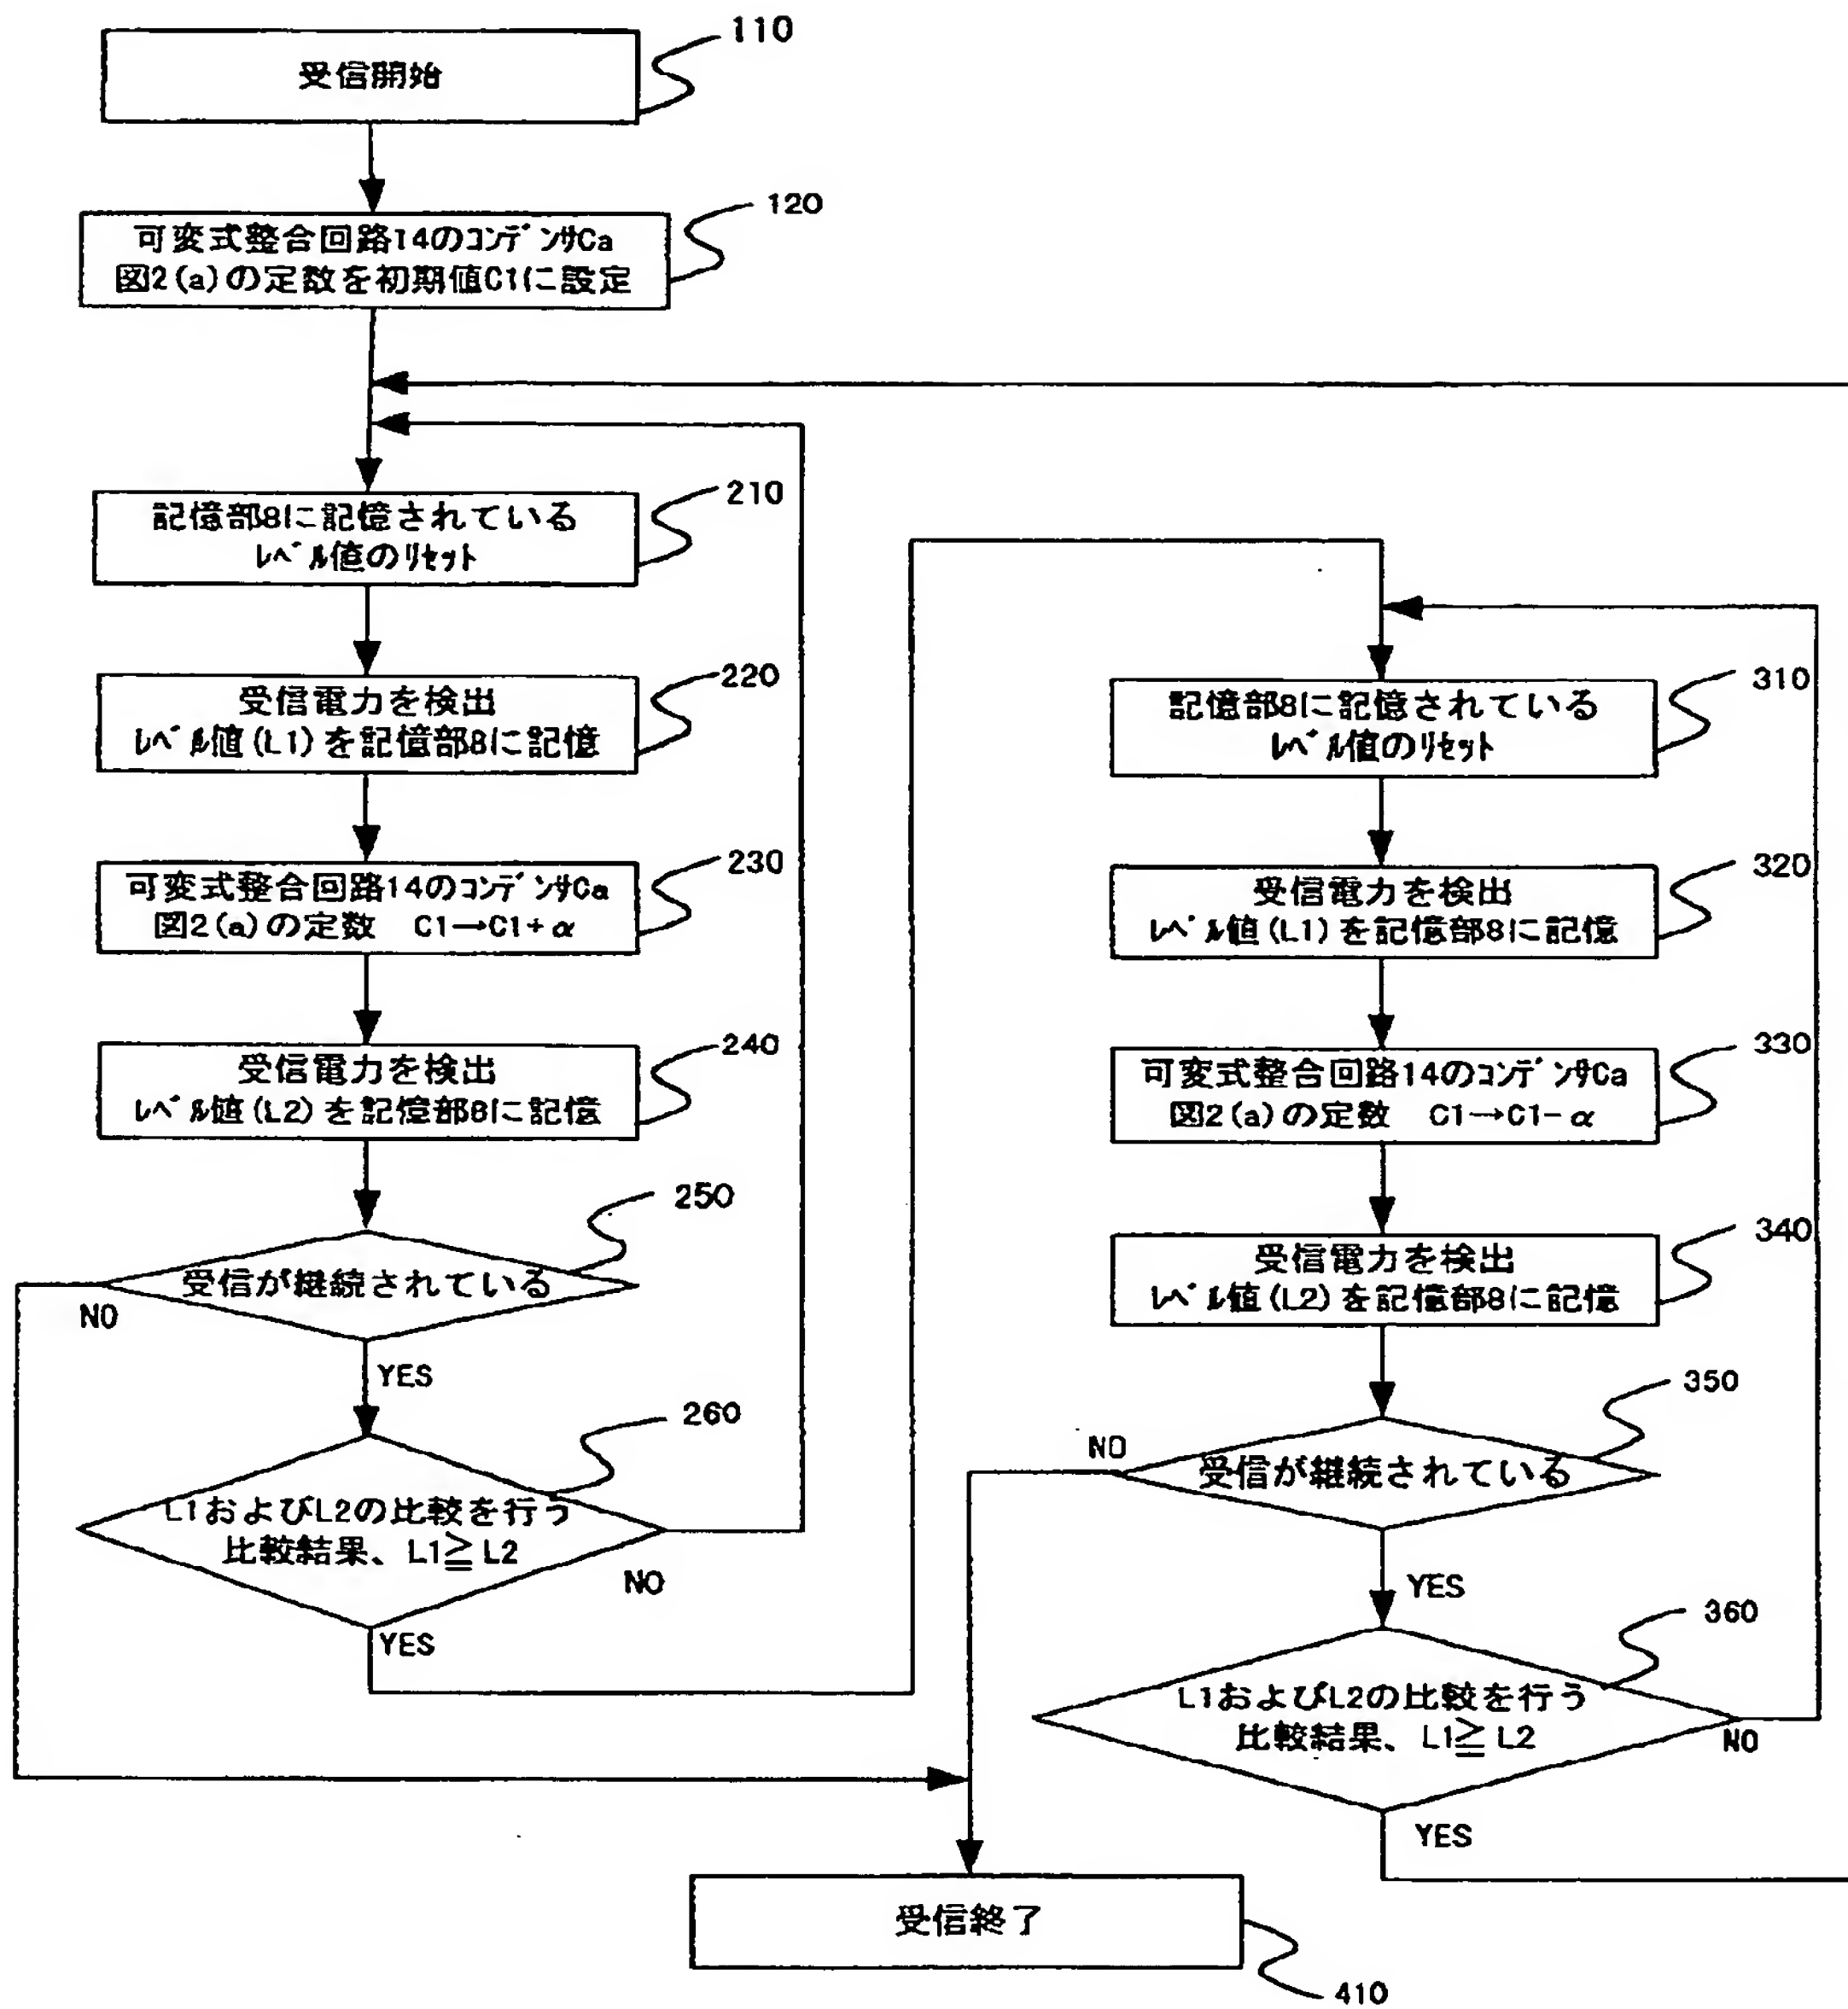 受信開始
110
可変式整合回路14のｺﾝﾃﾞﾝｻCa
図2(a)の定数を初期値C1に設定
120
記憶部8に記憶されている
ﾚﾍﾞﾙ値のﾘｾｯﾄ
210
受信電力を検出
ﾚﾍﾞﾙ値(L1)を記憶部8に記憶
220
可変式整合回路14のｺﾝﾃﾞﾝｻCa
図2(a)の定数 C1→C1+α
230
受信電力を検出
ﾚﾍﾞﾙ値(L2)を記憶部8に記憶
240
受信が継続されている
250
NO
YES
L1およびL2の比較を行う
比較結果、L1≧L2
260
NO
YES
記憶部8に記憶されている
ﾚﾍﾞﾙ値のﾘｾｯﾄ
310
受信電力を検出
ﾚﾍﾞﾙ値(L1)を記憶部8に記憶
320
可変式整合回路14のｺﾝﾃﾞﾝｻCa
図2(a)の定数 C1→C1-α
330
受信電力を検出
ﾚﾍﾞﾙ値(L2)を記憶部8に記憶
340
受信が継続されている
350
NO
YES
L1およびL2の比較を行う
比較結果、L1≧L2
360
NO
YES
受信終了
410